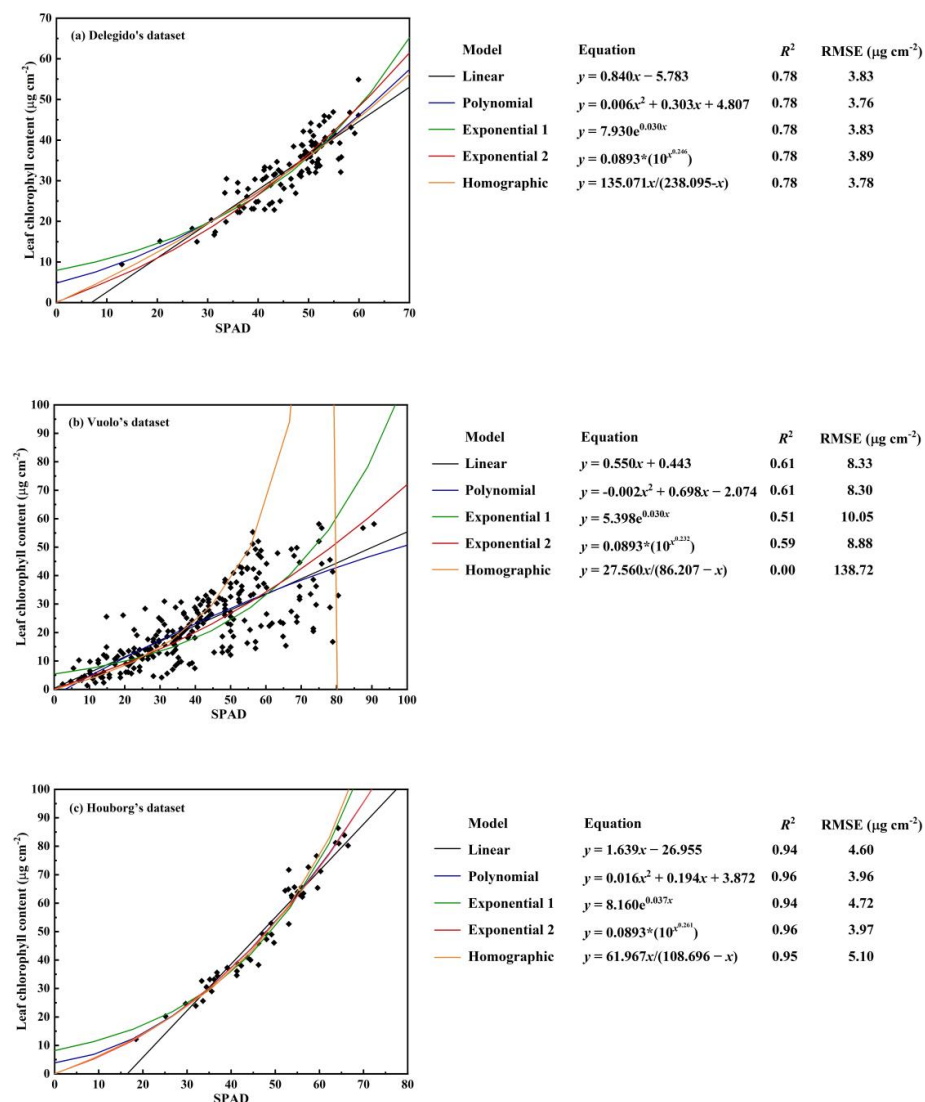 (a) Delegido's dataset
Leaf chlorophyll content (μg cm⁻²)
70
60
50
40
30
20
10
0
0 10 20 30 40 50 60 70
SPAD
Model Equation R² RMSE (μg cm⁻²)
Linear y = 0.840x − 5.783 0.78 3.83
Polynomial y = 0.006x² + 0.303x + 4.807 0.78 3.76
Exponential 1 y = 7.930e^0.030x 0.78 3.83
Exponential 2 y = 0.0893*(10^x^0.246) 0.78 3.89
Homographic y = 135.071x/(238.095-x) 0.78 3.78
(b) Vuolo’s dataset
Leaf chlorophyll content (μg cm⁻²)
100
90
80
70
60
50
40
30
20
10
0
0 10 20 30 40 50 60 70 80 90 100
SPAD
Model Equation R² RMSE (μg cm⁻²)
Linear y = 0.550x + 0.443 0.61 8.33
Polynomial y = -0.002x² + 0.698x − 2.074 0.61 8.30
Exponential 1 y = 5.398e^0.030x 0.51 10.05
Exponential 2 y = 0.0893*(10^x^0.232) 0.59 8.88
Homographic y = 27.560x/(86.207 − x) 0.00 138.72
(c) Houborg’s dataset
Leaf chlorophyll content (μg cm⁻²)
100
90
80
70
60
50
40
30
20
10
0
0 10 20 30 40 50 60 70 80
SPAD
Model Equation R² RMSE (μg cm⁻²)
Linear y = 1.639x − 26.955 0.94 4.60
Polynomial y = 0.016x² + 0.194x + 3.872 0.96 3.96
Exponential 1 y = 8.160e^0.037x 0.94 4.72
Exponential 2 y = 0.0893*(10^x^0.261) 0.96 3.97
Homographic y = 61.967x/(108.696 − x) 0.95 5.10